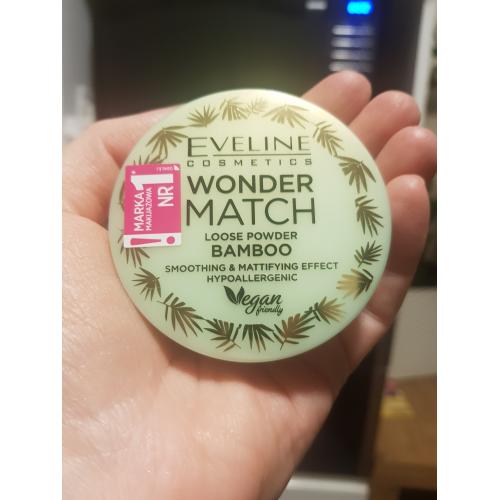 EVELINE
COSMETICS
WONDER
MATCH
LOOSE POWDER
BAMBOO
SMOOTHING & MATTIFYING EFFECT
HYPOALLERGENIC
Vegan
friendly
MARKA
MAKIJAŻOWA
NR 1